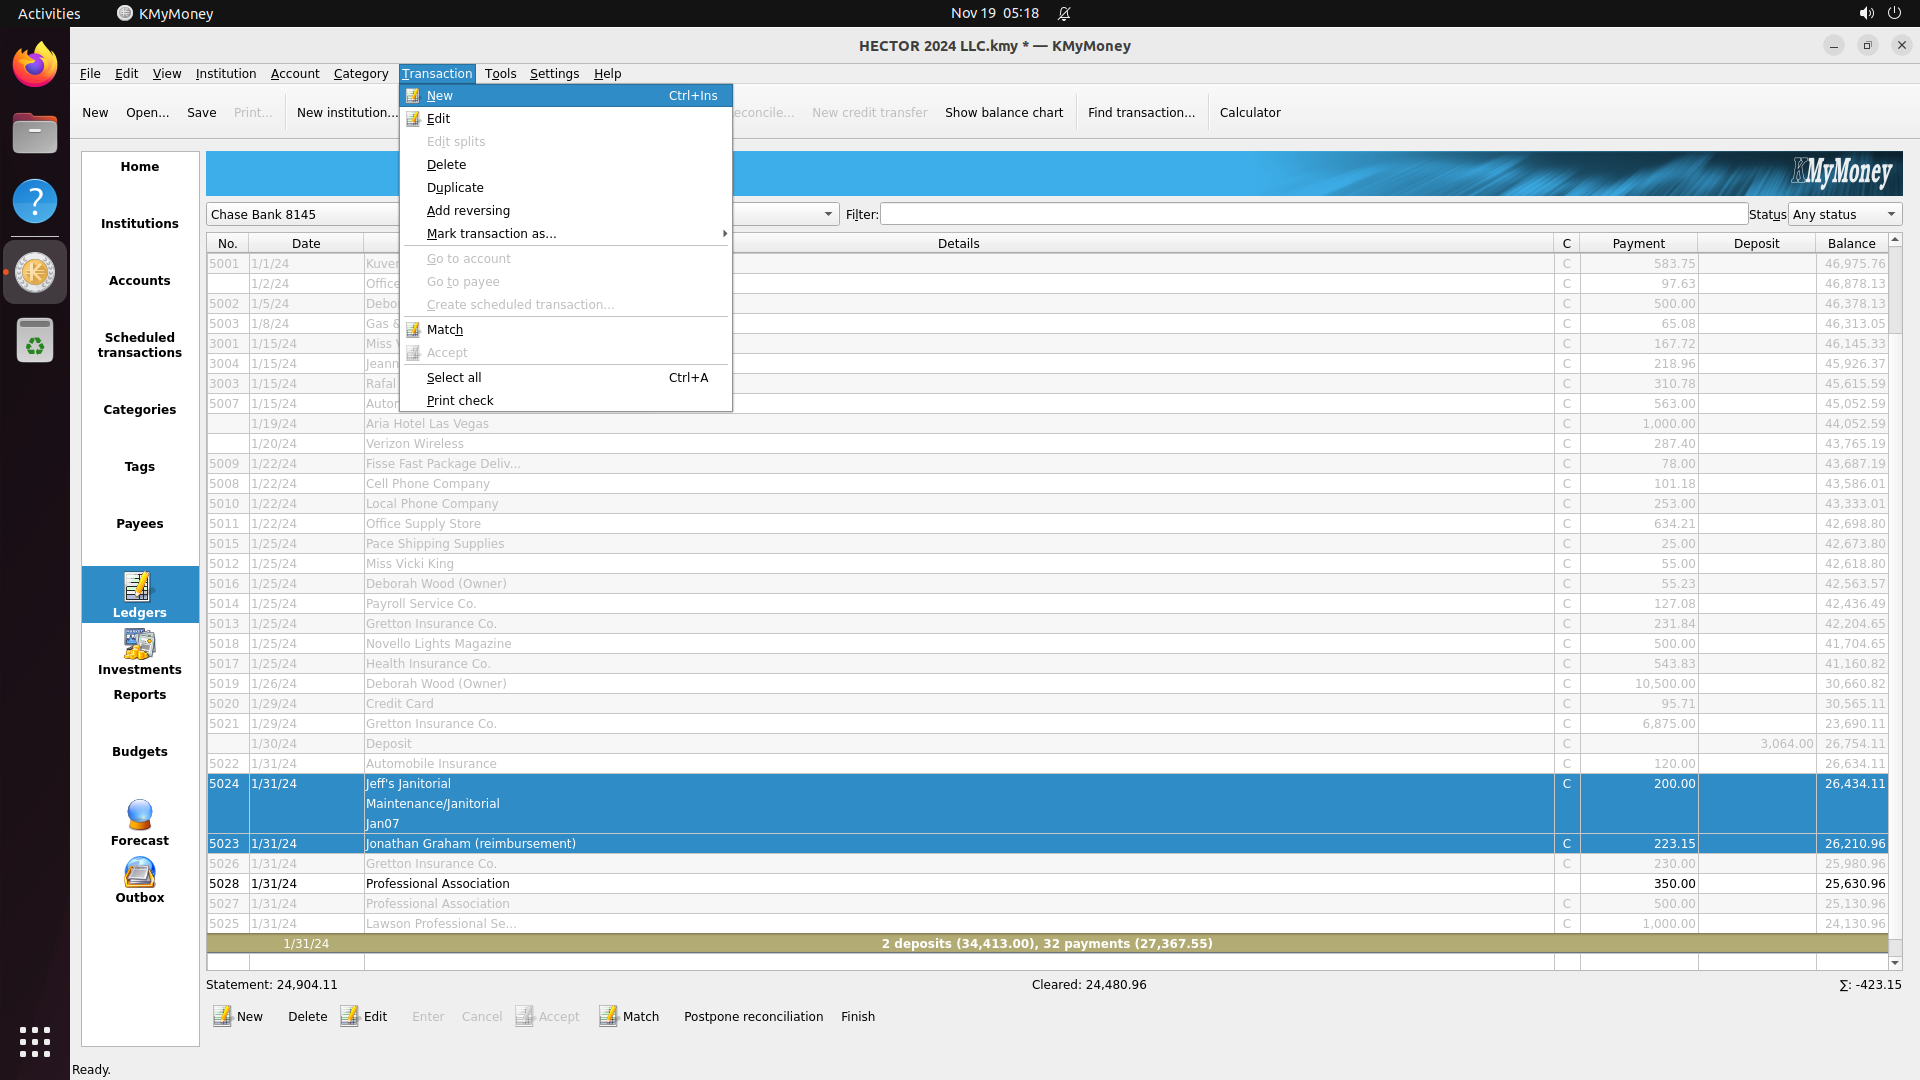 Activities KMyMoney Nov 19 05:18
HECTOR 2024 LLC.kmy * — KMyMoney
File Edit View Institution Account Category Transaction Tools Settings Help
New Open... Save Print... New institution... econcile... New credit transfer Show balance chart Find transaction... Calculator
New Ctrl+Ins
Edit
Edit splits
Delete
Duplicate
Add reversing
Mark transaction as...
Go to account
Go to payee
Create scheduled transaction...
Match
Accept
Select all Ctrl+A
Print check
Home
Institutions
Accounts
Scheduled
transactions
Categories
Tags
Payees
Ledgers
Investments
Reports
Budgets
Forecast
Outbox
KMyMoney
Chase Bank 8145 Filter: Status Any status
No. Date Details C Payment Deposit Balance
5001 1/1/24 Kuver C 583.75 46,975.76
1/2/24 Office C 97.63 46,878.13
5002 1/5/24 Debo C 500.00 46,378.13
5003 1/8/24 Gas & C 65.08 46,313.05
3001 1/15/24 Miss V C 167.72 46,145.33
3004 1/15/24 Jeann C 218.96 45,926.37
3003 1/15/24 Rafal C 310.78 45,615.59
5007 1/15/24 Autom C 563.00 45,052.59
1/19/24 Aria Hotel Las Vegas C 1,000.00 44,052.59
1/20/24 Verizon Wireless C 287.40 43,765.19
5009 1/22/24 Fisse Fast Package Deliv... C 78.00 43,687.19
5008 1/22/24 Cell Phone Company C 101.18 43,586.01
5010 1/22/24 Local Phone Company C 253.00 43,333.01
5011 1/22/24 Office Supply Store C 634.21 42,698.80
5015 1/25/24 Pace Shipping Supplies C 25.00 42,673.80
5012 1/25/24 Miss Vicki King C 55.00 42,618.80
5016 1/25/24 Deborah Wood (Owner) C 55.23 42,563.57
5014 1/25/24 Payroll Service Co. C 127.08 42,436.49
5013 1/25/24 Gretton Insurance Co. C 231.84 42,204.65
5018 1/25/24 Novello Lights Magazine C 500.00 41,704.65
5017 1/25/24 Health Insurance Co. C 543.83 41,160.82
5019 1/26/24 Deborah Wood (Owner) C 10,500.00 30,660.82
5020 1/29/24 Credit Card C 95.71 30,565.11
5021 1/29/24 Gretton Insurance Co. C 6,875.00 23,690.11
1/30/24 Deposit C 3,064.00 26,754.11
5022 1/31/24 Automobile Insurance C 120.00 26,634.11
5024 1/31/24 Jeff's Janitorial C 200.00 26,434.11
Maintenance/Janitorial
Jan07
5023 1/31/24 Jonathan Graham (reimbursement) C 223.15 26,210.96
5026 1/31/24 Gretton Insurance Co. C 230.00 25,980.96
5028 1/31/24 Professional Association 350.00 25,630.96
5027 1/31/24 Professional Association C 500.00 25,130.96
5025 1/31/24 Lawson Professional Se... C 1,000.00 24,130.96
1/31/24 2 deposits (34,413.00), 32 payments (27,367.55)
Statement: 24,904.11 Cleared: 24,480.96 ∑: -423.15
New Delete Edit Enter Cancel Accept Match Postpone reconciliation Finish
Ready.